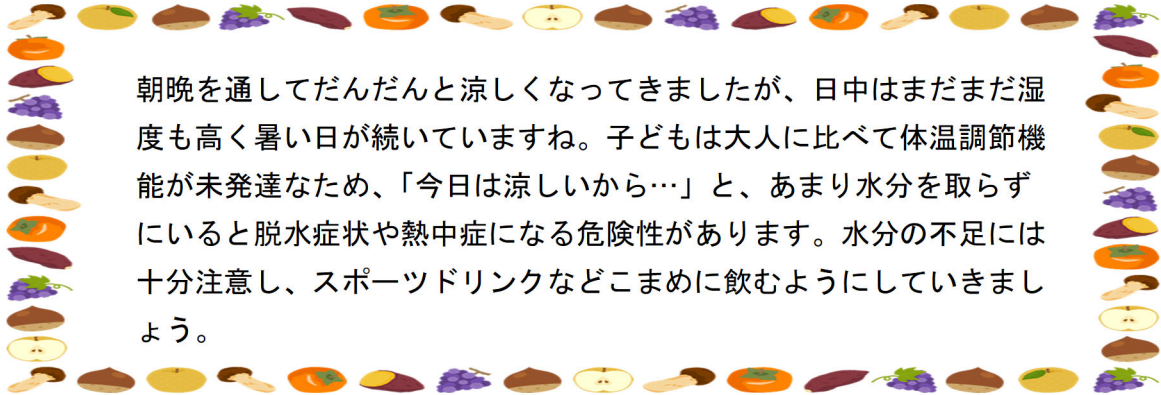 朝晩を通してだんだんと涼しくなってきましたが、日中はまだまだ湿
度も高く暑い日が続いていますね。子どもは大人に比べて体温調節機
能が未発達なため、「今日は涼しいから…」と、あまり水分を取らず
にいると脱水症状や熱中症になる危険性があります。水分の不足には
十分注意し、スポーツドリンクなどこまめに飲むようにしていきまし
ょう。